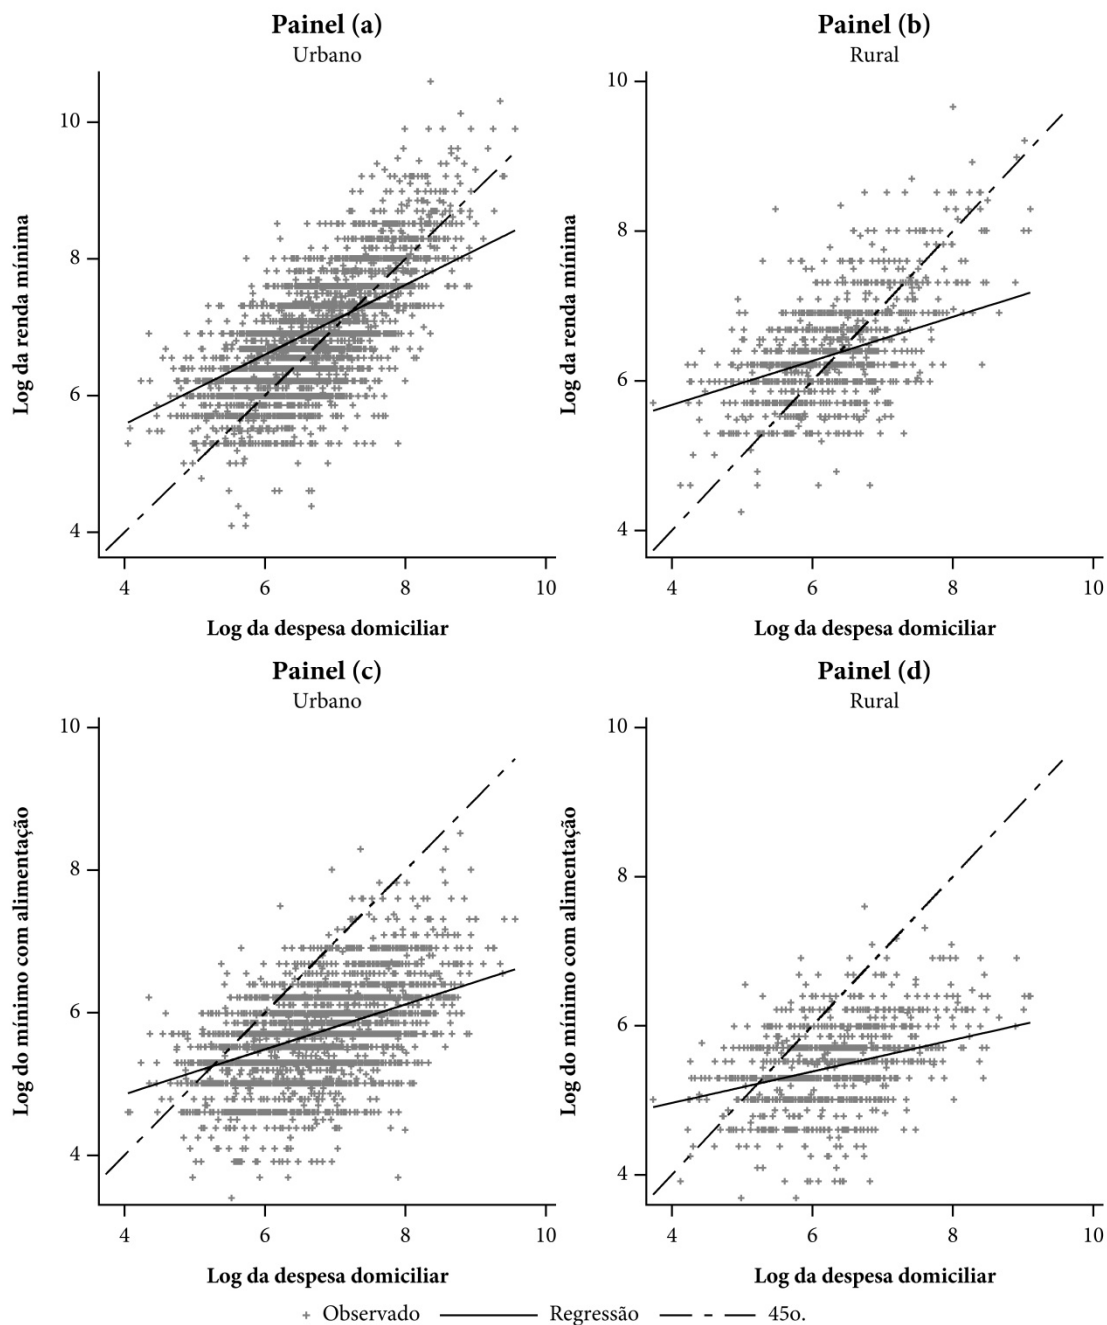 Painel (a)
Urbano
10
8
6
4
Log da renda mínima
4 6 8 10
Log da despesa domiciliar
Painel (b)
Rural
10
8
6
4
Log da renda mínima
4 6 8 10
Log da despesa domiciliar
Painel (c)
Urbano
10
8
6
4
Log do mínimo com alimentação
4 6 8 10
Log da despesa domiciliar
Painel (d)
Rural
10
8
6
4
Log do mínimo com alimentação
4 6 8 10
Log da despesa domiciliar
Observado Regressão 45o.